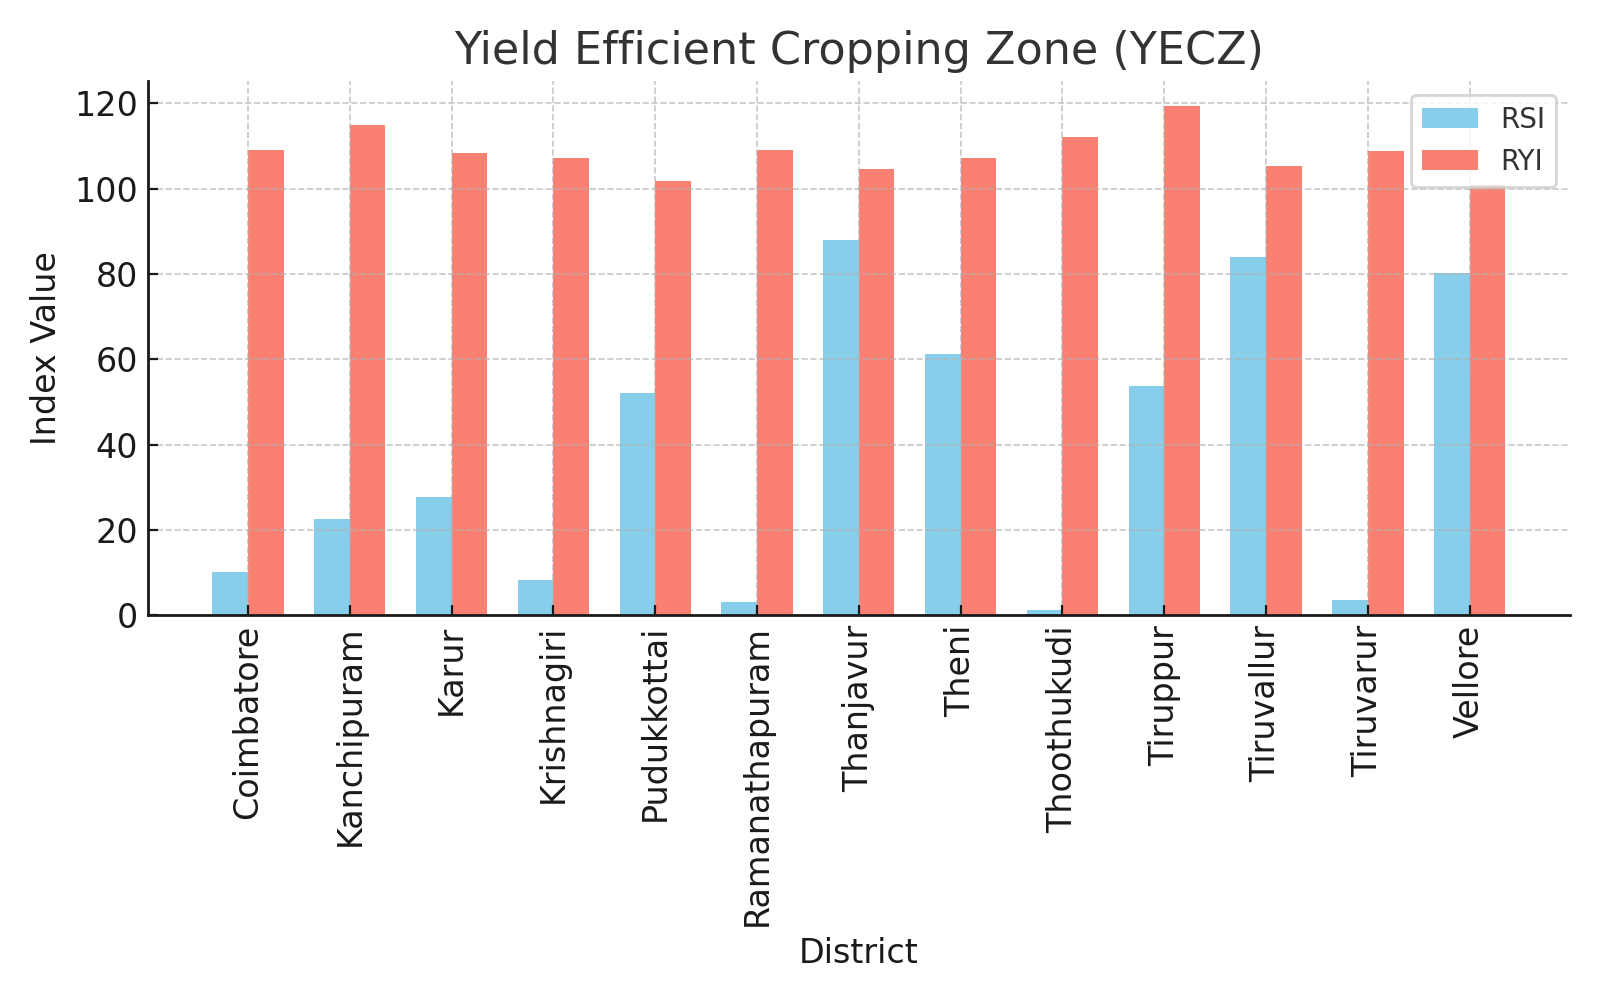 Yield Efficient Cropping Zone (YECZ)
RSI
RYI
Index Value
120
100
80
60
40
20
0
Coimbatore
Kanchipuram
Karur
Krishnagiri
Pudukkottai
Ramanathapuram
Thanjavur
Theni
Thoothukudi
Tiruppur
Tiruvallur
Tiruvarur
Vellore
District